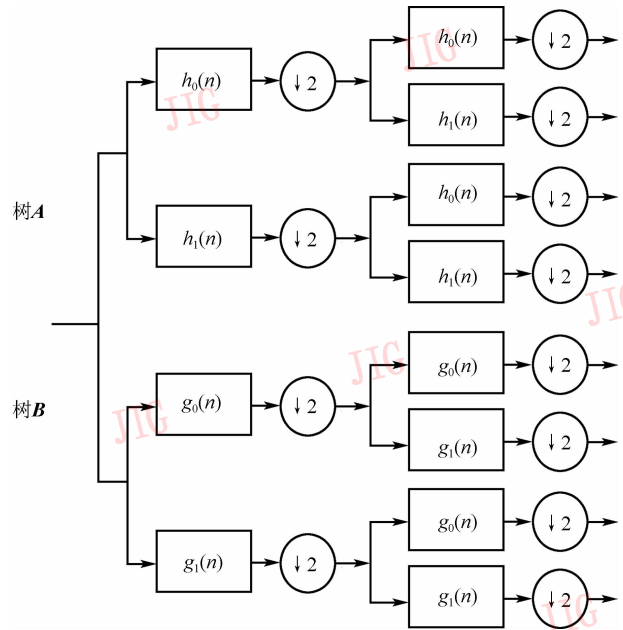 h₀(n) ↓2 h₀(n) ↓2
h₁(n) ↓2
树A
h₁(n) ↓2 h₀(n) ↓2
h₁(n) ↓2
树B
g₀(n) ↓2 g₀(n) ↓2
g₁(n) ↓2
g₁(n) ↓2 g₀(n) ↓2
g₁(n) ↓2
JIG
JIG
JIG
JIG
JIG
JIG